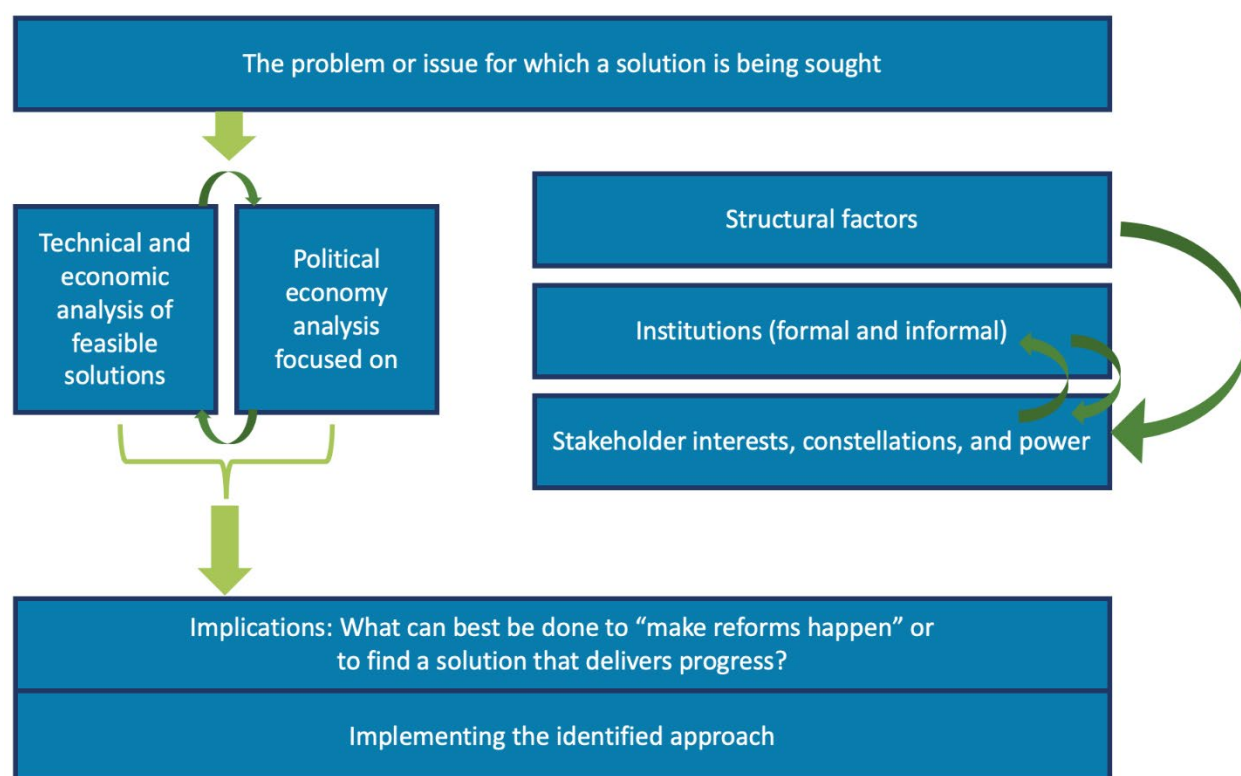 The problem or issue for which a solution is being sought
Technical and
economic
analysis of
feasible
solutions
Political
economy
analysis
focused on
Structural factors
Institutions (formal and informal)
Stakeholder interests, constellations, and power
Implications: What can best be done to “make reforms happen” or
to find a solution that delivers progress?
Implementing the identified approach